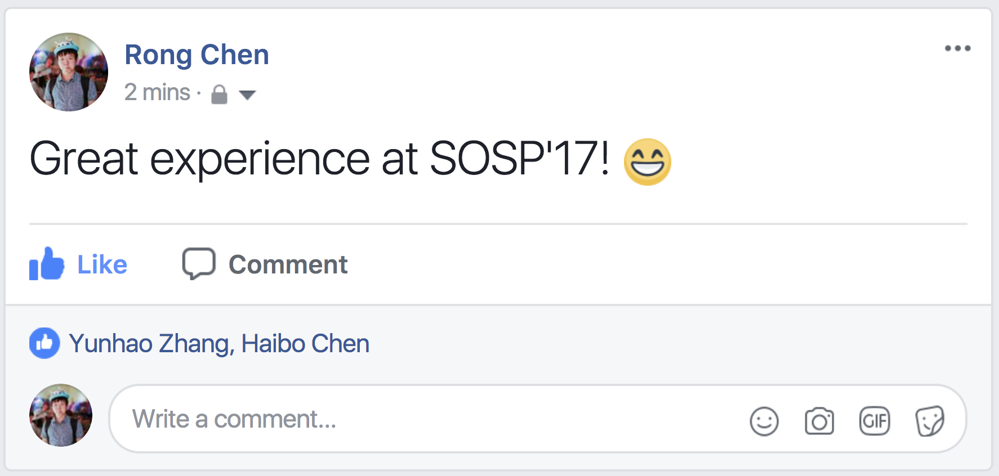 Rong Chen
2 mins ·
Great experience at SOSP'17! 😄
Like Comment
Yunhao Zhang, Haibo Chen
Write a comment...
GIF